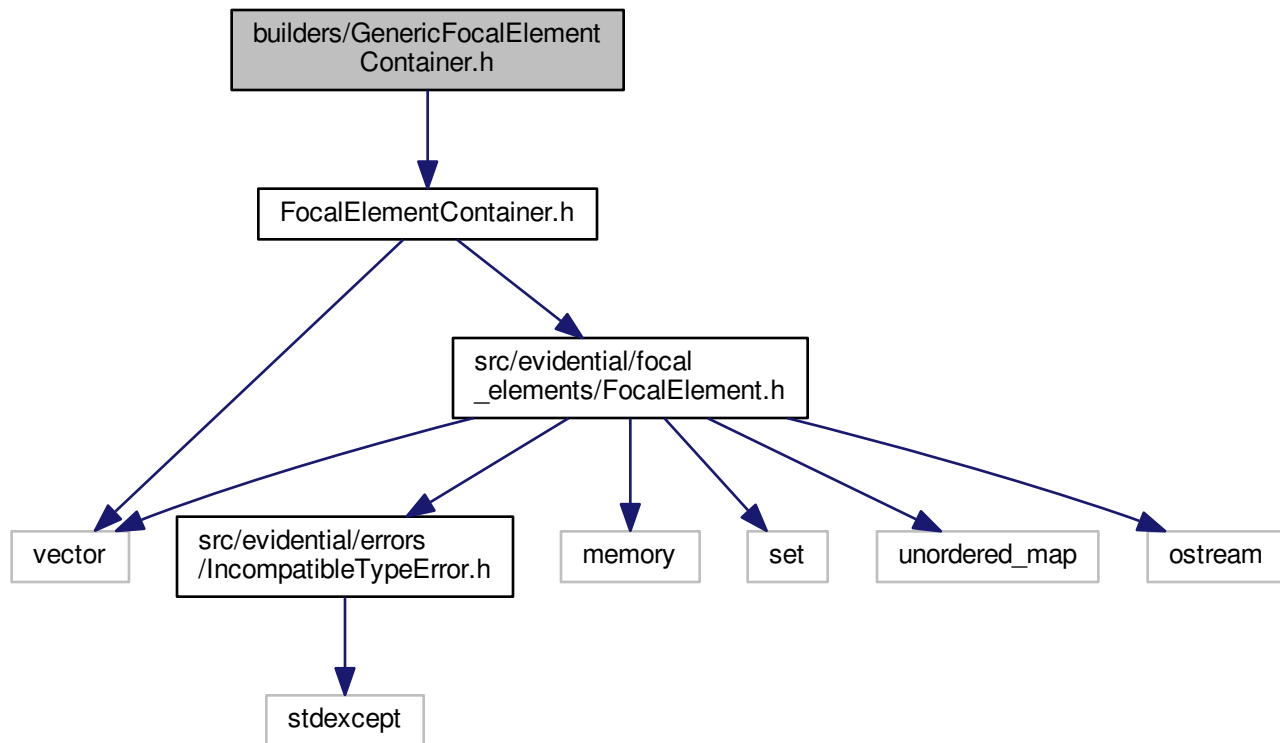 builders/GenericFocalElement
Container.h
FocalElementContainer.h
src/evidential/focal
_elements/FocalElement.h
vector
src/evidential/errors
/IncompatibleTypeError.h
memory
set
unordered_map
ostream
stdexcept